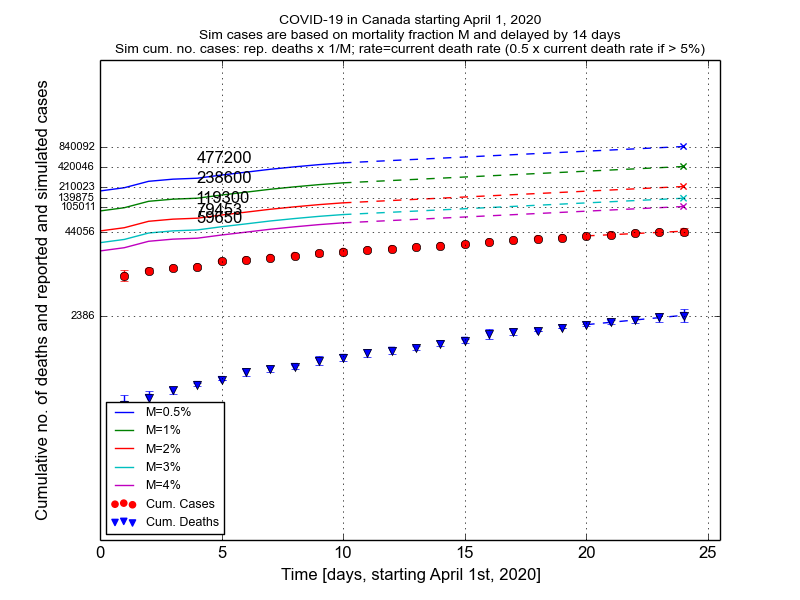 COVID-19 in Canada starting April 1, 2020
Sim cases are based on mortality fraction M and delayed by 14 days
Sim cum. no. cases: rep. deaths x 1/M; rate=current death rate (0.5 x current death rate if > 5%)
Cumulative no. of deaths and reported and simulated cases
840092
420046
210023
139875
105011
44056
2386
477200
238600
119300
79453
59650
M=0.5%
M=1%
M=2%
M=3%
M=4%
Cum. Cases
Cum. Deaths
0 5 10 15 20 25
Time [days, starting April 1st, 2020]